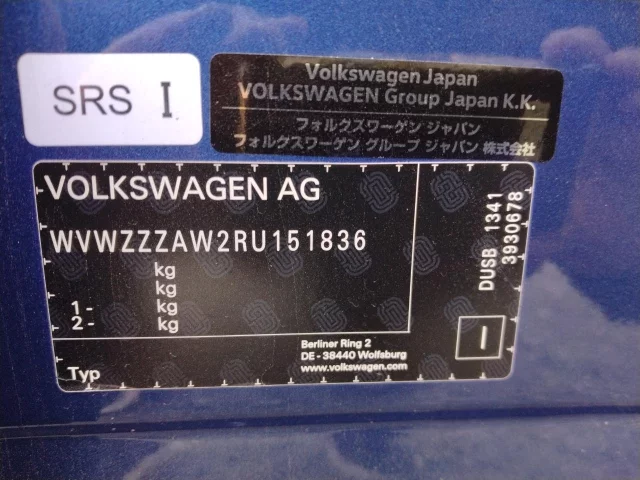 SRS I
Volkswagen Japan
VOLKSWAGEN Group Japan K.K.
フォルクスワーゲン ジャパン
フォルクスワーゲン グループ ジャパン 株式会社
VOLKSWAGEN AG
WVWZZZAW2RU151836
kg
kg
1- kg
2- kg
DUSB 1341
3930678
I
Berliner Ring 2
DE - 38440 Wolfsburg
www.volkswagen.com
Typ